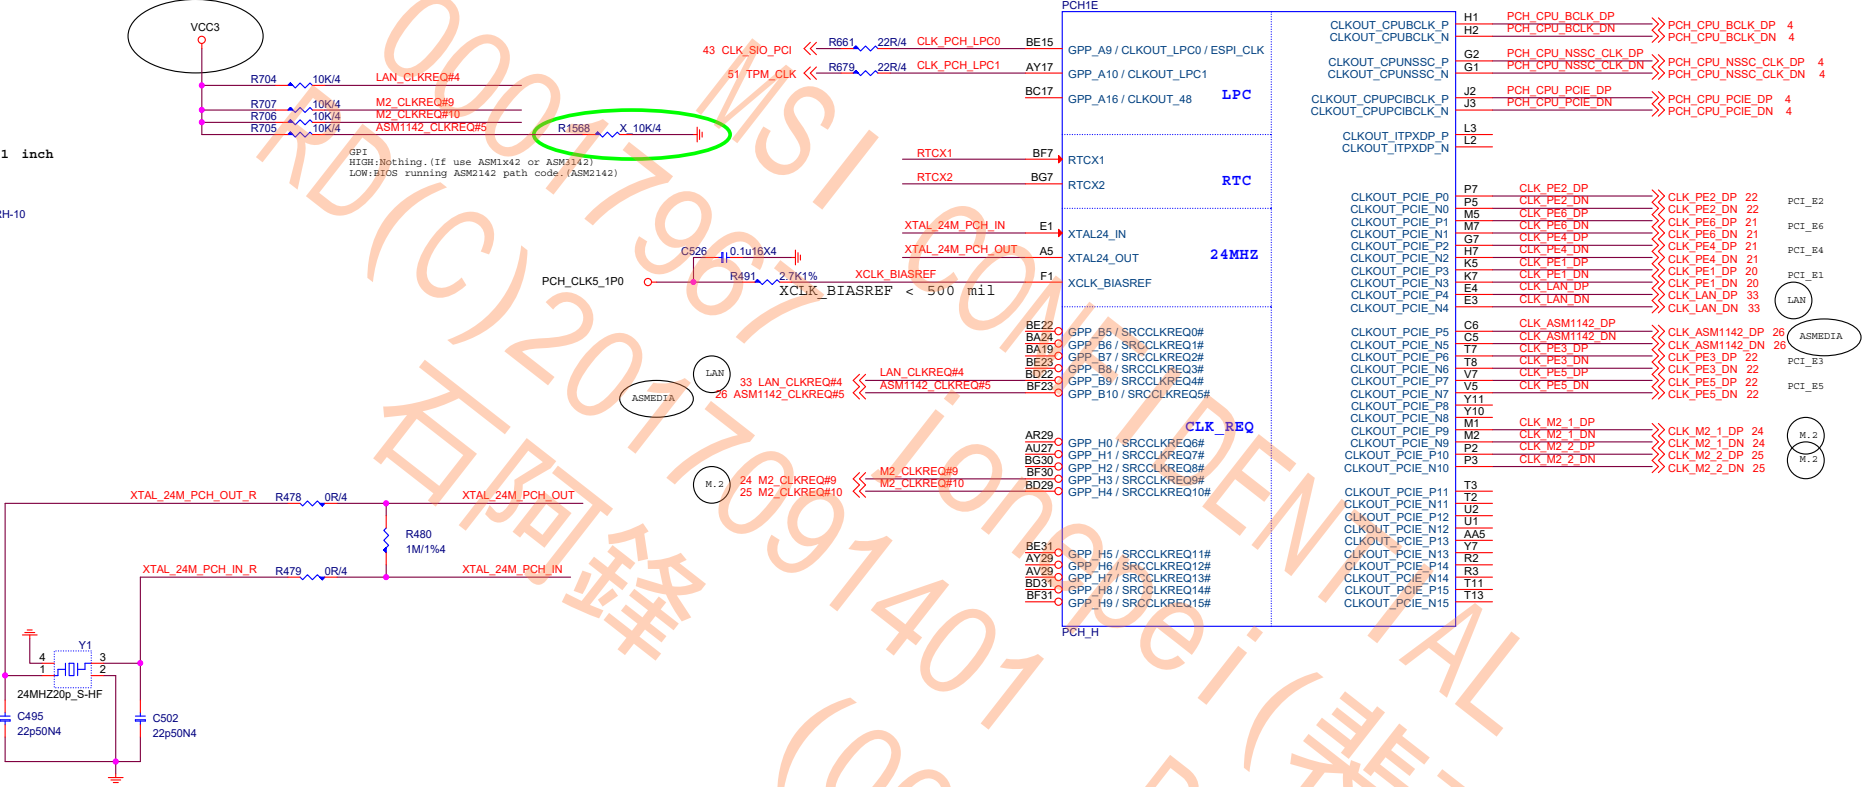 VCC3
R704 10K/4 LAN_CLKREQ#4
R707 10K/4 M2_CLKREQ#9
R706 10K/4 M2_CLKREQ#10
R705 10K/4 ASM1142_CLKREQ#5 R1568 X_10K/4
GPI
HIGH:Nothing.(If use ASM1x42 or ASM3142)
LOW:BIOS running ASM2142 path code.(ASM2142)
1 inch
RH-10
PCH1E
43 CLK_SIO_PCI R661 22R/4 CLK_PCH_LPC0 BE15 GPP_A9 / CLKOUT_LPC0 / ESPI_CLK
51 TPM_CLK R679 22R/4 CLK_PCH_LPC1 AY17 GPP_A10 / CLKOUT_LPC1
BC17 GPP_A16 / CLKOUT_48
LPC
RTCX1 BF7 RTCX1
RTCX2 BG7 RTCX2
RTC
XTAL_24M_PCH_IN E1 XTAL24_IN
XTAL_24M_PCH_OUT A5 XTAL24_OUT
24MHZ
C526 0.1u16X4
PCH_CLK5_1P0 R491 2.7K1% XCLK_BIASREF F1 XCLK_BIASREF
XCLK_BIASREF < 500 mil
BE22 GPP_B5 / SRCCLKREQ0#
BA24 GPP_B6 / SRCCLKREQ1#
BA19 GPP_B7 / SRCCLKREQ2#
BE23 GPP_B8 / SRCCLKREQ3#
LAN 33 LAN_CLKREQ#4 LAN_CLKREQ#4 BD22 GPP_B9 / SRCCLKREQ4#
ASMEDIA 26 ASM1142_CLKREQ#5 ASM1142_CLKREQ#5 BF23 GPP_B10 / SRCCLKREQ5#
CLK_REQ
AR29 GPP_H0 / SRCCLKREQ6#
AU27 GPP_H1 / SRCCLKREQ7#
BG30 GPP_H2 / SRCCLKREQ8#
M.2 24 M2_CLKREQ#9 M2_CLKREQ#9 BF30 GPP_H3 / SRCCLKREQ9#
25 M2_CLKREQ#10 M2_CLKREQ#10 BD29 GPP_H4 / SRCCLKREQ10#
BE31 GPP_H5 / SRCCLKREQ11#
AY29 GPP_H6 / SRCCLKREQ12#
AV29 GPP_H7 / SRCCLKREQ13#
BD31 GPP_H8 / SRCCLKREQ14#
BF31 GPP_H9 / SRCCLKREQ15#
PCH_H
CLKOUT_CPUBCLK_P H1 PCH_CPU_BCLK_DP PCH_CPU_BCLK_DP 4
CLKOUT_CPUBCLK_N H2 PCH_CPU_BCLK_DN PCH_CPU_BCLK_DN 4
CLKOUT_CPUNSSC_P G2 PCH_CPU_NSSC_CLK_DP PCH_CPU_NSSC_CLK_DP 4
CLKOUT_CPUNSSC_N G1 PCH_CPU_NSSC_CLK_DN PCH_CPU_NSSC_CLK_DN 4
CLKOUT_CPUPCIBCLK_P J2 PCH_CPU_PCIE_DP PCH_CPU_PCIE_DP 4
CLKOUT_CPUPCIBCLK_N J3 PCH_CPU_PCIE_DN PCH_CPU_PCIE_DN 4
CLKOUT_ITPXDP_P L3
CLKOUT_ITPXDP_N L2
CLKOUT_PCIE_P0 P7 CLK_PE2_DP CLK_PE2_DP 22 PCI_E2
CLKOUT_PCIE_N0 P5 CLK_PE2_DN CLK_PE2_DN 22
CLKOUT_PCIE_P1 M5 CLK_PE6_DP CLK_PE6_DP 21 PCI_E6
CLKOUT_PCIE_N1 M7 CLK_PE6_DN CLK_PE6_DN 21
CLKOUT_PCIE_P2 G7 CLK_PE4_DP CLK_PE4_DP 21 PCI_E4
CLKOUT_PCIE_N2 H7 CLK_PE4_DN CLK_PE4_DN 21
CLKOUT_PCIE_P3 K5 CLK_PE1_DP CLK_PE1_DP 20 PCI_E1
CLKOUT_PCIE_N3 K7 CLK_PE1_DN CLK_PE1_DN 20
CLKOUT_PCIE_P4 E4 CLK_LAN_DP CLK_LAN_DP 33 LAN
CLKOUT_PCIE_N4 E3 CLK_LAN_DN CLK_LAN_DN 33
CLKOUT_PCIE_P5 C6 CLK_ASM1142_DP CLK_ASM1142_DP 26 ASMEDIA
CLKOUT_PCIE_N5 C5 CLK_ASM1142_DN CLK_ASM1142_DN 26
CLKOUT_PCIE_P6 T7 CLK_PE3_DP CLK_PE3_DP 22 PCI_E3
CLKOUT_PCIE_N6 T8 CLK_PE3_DN CLK_PE3_DN 22
CLKOUT_PCIE_P7 V7 CLK_PE5_DP CLK_PE5_DP 22 PCI_E5
CLKOUT_PCIE_N7 V5 CLK_PE5_DN CLK_PE5_DN 22
CLKOUT_PCIE_P8 Y11
CLKOUT_PCIE_N8 Y10
CLKOUT_PCIE_P9 M1 CLK_M2_1_DP CLK_M2_1_DP 24 M.2
CLKOUT_PCIE_N9 M2 CLK_M2_1_DN CLK_M2_1_DN 24
CLKOUT_PCIE_P10 P2 CLK_M2_2_DP CLK_M2_2_DP 25 M.2
CLKOUT_PCIE_N10 P3 CLK_M2_2_DN CLK_M2_2_DN 25
CLKOUT_PCIE_P11 T3
CLKOUT_PCIE_N11 T2
CLKOUT_PCIE_P12 U2
CLKOUT_PCIE_N12 U1
CLKOUT_PCIE_P13 AA5
CLKOUT_PCIE_N13 Y7
CLKOUT_PCIE_P14 R2
CLKOUT_PCIE_N14 R3
CLKOUT_PCIE_P15 T11
CLKOUT_PCIE_N15 T13
XTAL_24M_PCH_OUT_R R478 0R/4 XTAL_24M_PCH_OUT
R480
1M/1%4
XTAL_24M_PCH_IN_R R479 0R/4 XTAL_24M_PCH_IN
Y1
4 3
1 2
24MHZ20p_S-HF
C495
22p50N4
C502
22p50N4
MSI CONFIDENTIAL
00017967 jonpei(裴
RD(C)2017091401
石阿鋒